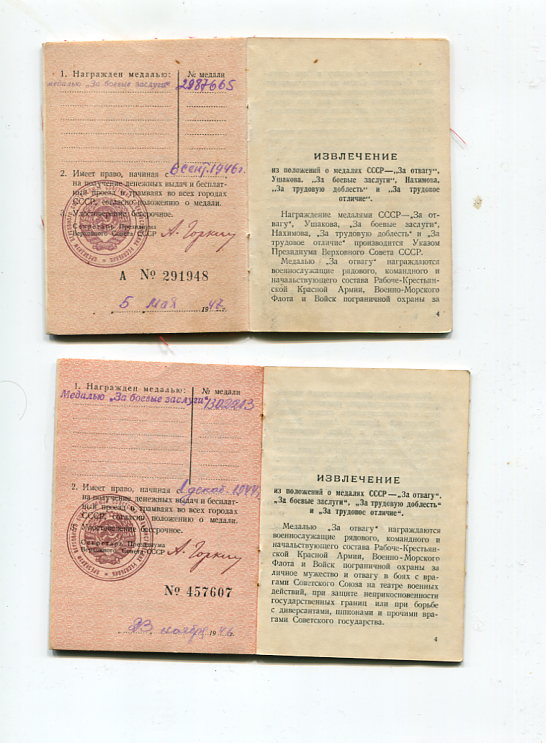 1. Награжден медалью:
№ медали
медалью „За боевые заслуги"
2987665
6 сент. 1946г.
2. Имеет право, начиная с
на получение денежных выдач и бесплат-
ный проезд в трамваях во всех городах
СССР, согласно положению о медали.
Удостоверение бессрочное.
Секретарь Президиума
Верховного Совета СССР
А. Горкин
А № 291948
5 мая 1947
ИЗВЛЕЧЕНИЕ
из положений о медалях СССР—„За отвагу",
Ушакова, „За боевые заслуги", Нахимова,
„За трудовую доблесть" и „За трудовое
отличие".
Награждение медалями СССР—„За от-
вагу", Ушакова, „За боевые заслуги",
Нахимова, „За трудовую доблесть" и „За
трудовое отличие" производится Указом
Президиума Верховного Совета СССР.
Медалью „За отвагу" награждаются
военнослужащие рядового, командного и
начальствующего состава Рабоче-Крестьян-
ской Красной Армии, Военно-Морского
Флота и Войск пограничной охраны за
4
1. Награжден медалью:
№ медали
Медалью „За боевые заслуги"
1302213
2. Имеет право, начиная с 1 декаб. 1944г.
на получение денежных выдач и бесплат-
ный проезд в трамваях во всех городах
СССР, согласно положению о медали.
Удостоверение бессрочное.
Секретарь Президиума
Верховного Совета СССР
А. Горкин
№ 457607
23 ноября 194
ИЗВЛЕЧЕНИЕ
из положений о медалях СССР—„За отвагу",
„За боевые заслуги", „За трудовую доблесть"
и „За трудовое отличие".
Медалью „За отвагу" награждаются
военнослужащие рядового, командного и
начальствующего состава Рабоче-Крестьян-
ской Красной Армии, Военно-Морского
Флота и Войск пограничной охраны за
личное мужество и отвагу в боях с вра-
гами Советского Союза на театре военных
действий, при защите неприкосновенности
государственных границ или при борьбе
с диверсантами, шпионами и прочими вра-
гами Советского государства.
4